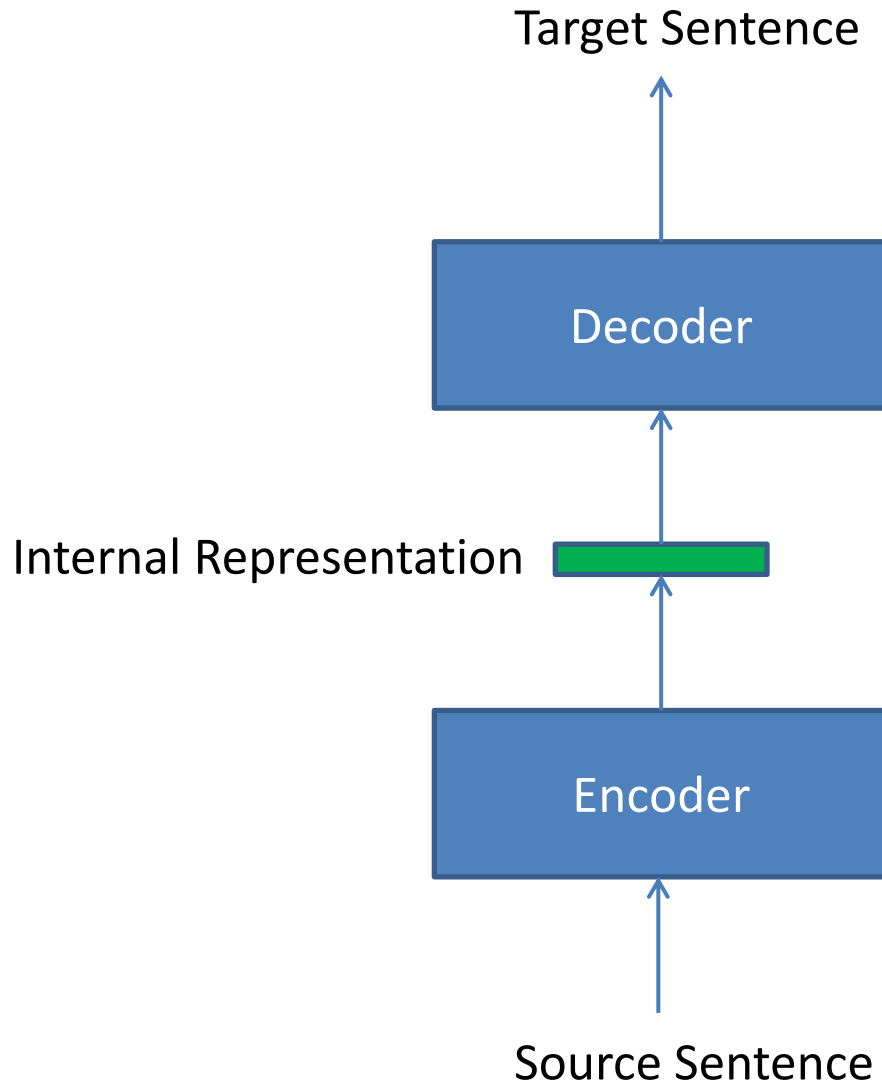 Target Sentence
Decoder
Internal Representation
Encoder
Source Sentence